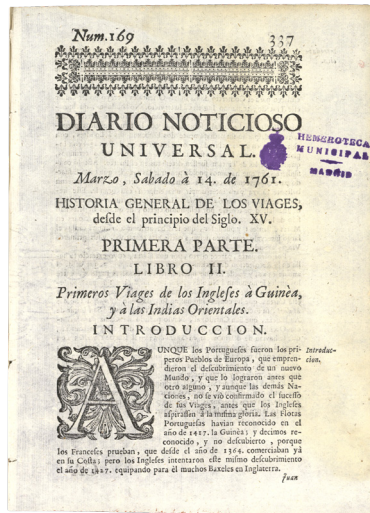 Num. 169
337
DIARIO NOTICIOSO
UNIVERSAL.
Marzo, Sabado à 14. de 1761.
HISTORIA GENERAL DE LOS VIAGES,
desde el principio del Siglo. XV.
PRIMERA PARTE.
LIBRO II.
Primeros Viages de los Ingleses à Guinèa,
y à las Indias Orientales.
INTRODUCCION.
AUNQUE los Portugueses fueron los pri-
meros Pueblos de Europa, que empren-
dieron el descubrimiento de un nuevo
Mundo, y que lo lograron antes que
otro alguno, y aunque las demás Na-
ciones, no se viò confirmado el sucesso
de sus Viages, antes que los Ingleses
aspirassen à la misma gloria. Las Flotas
Portuguesas havian reconocido en el
año de 1417. la Guinèa; y decimos re-
conocido, y no descubierto, porque
los Franceses prueban, que desde el año de 1364. comerciaban yà
en su Costa; pero los Ingleses intentaron este mismo descubrimiento
el año de 1417. equipando para èl muchos Baxeles en Inglaterra.
Juan
Introduc-
cion.
HEMEROTECA
MUNICIPAL
MADRID